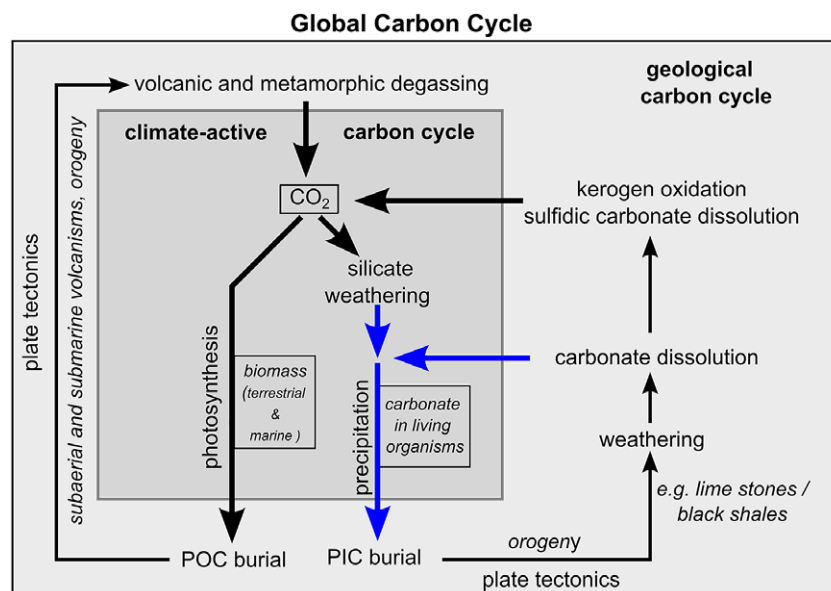 Global Carbon Cycle
volcanic and metamorphic degassing
geological
carbon cycle
climate-active
carbon cycle
CO₂
kerogen oxidation
sulfidic carbonate dissolution
silicate
weathering
carbonate dissolution
photosynthesis
biomass
(terrestrial
&
marine )
precipitation
carbonate
in living
organisms
weathering
e.g. lime stones /
black shales
plate tectonics
subaerial and submarine volcanisms, orogeny
POC burial
PIC burial
orogeny
plate tectonics